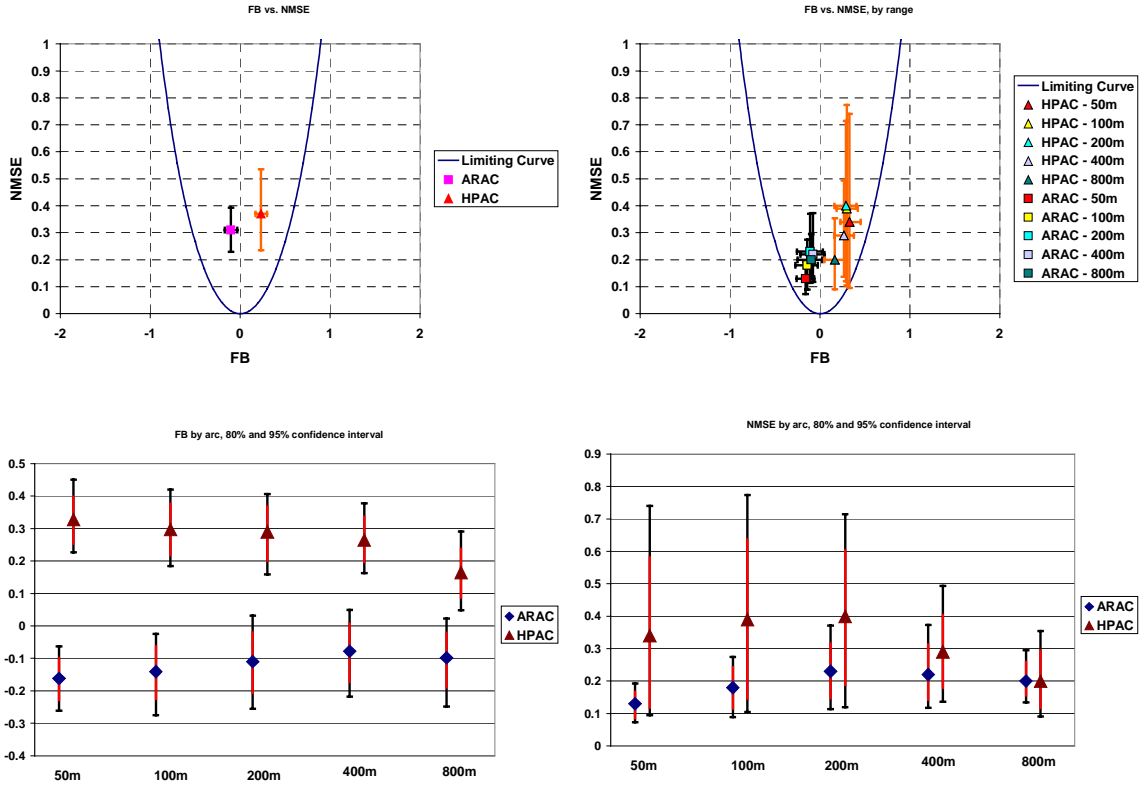 FB vs. NMSE
1
0.9
0.8
0.7
0.6
0.5
0.4
0.3
0.2
0.1
0
NMSE
-2
-1
0
1
2
FB
Limiting Curve
ARAC
HPAC
FB vs. NMSE, by range
1
0.9
0.8
0.7
0.6
0.5
0.4
0.3
0.2
0.1
0
NMSE
-2
-1
0
1
2
FB
Limiting Curve
HPAC - 50m
HPAC - 100m
HPAC - 200m
HPAC - 400m
HPAC - 800m
ARAC - 50m
ARAC - 100m
ARAC - 200m
ARAC - 400m
ARAC - 800m
FB by arc, 80% and 95% confidence interval
0.5
0.4
0.3
0.2
0.1
0
-0.1
-0.2
-0.3
-0.4
50m
100m
200m
400m
800m
ARAC
HPAC
NMSE by arc, 80% and 95% confidence interval
0.9
0.8
0.7
0.6
0.5
0.4
0.3
0.2
0.1
0
50m
100m
200m
400m
800m
ARAC
HPAC